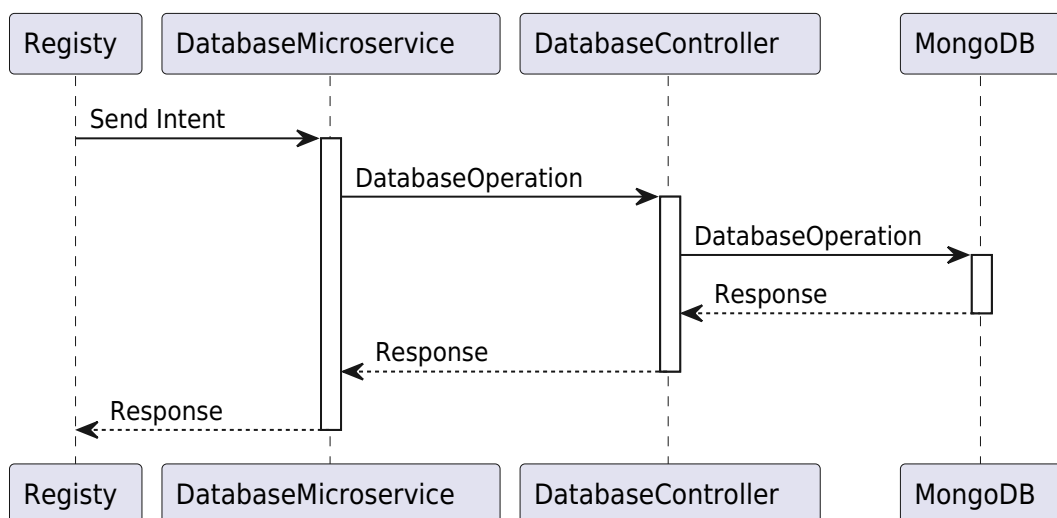 Registy
DatabaseMicroservice
DatabaseController
MongoDB
Send Intent
DatabaseOperation
DatabaseOperation
Response
Response
Response
Registy
DatabaseMicroservice
DatabaseController
MongoDB